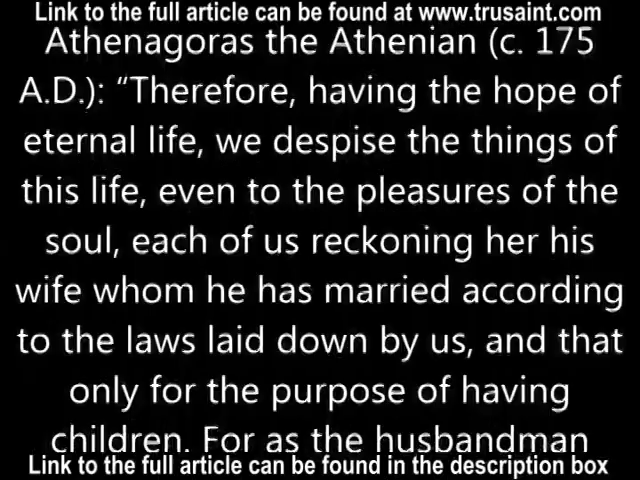 Link to the full article can be found at www.trusaint.com
Athenagoras the Athenian (c. 175
A.D.): “Therefore, having the hope of
eternal life, we despise the things of
this life, even to the pleasures of the
soul, each of us reckoning her his
wife whom he has married according
to the laws laid down by us, and that
only for the purpose of having
children. For as the husbandman
Link to the full article can be found in the description box